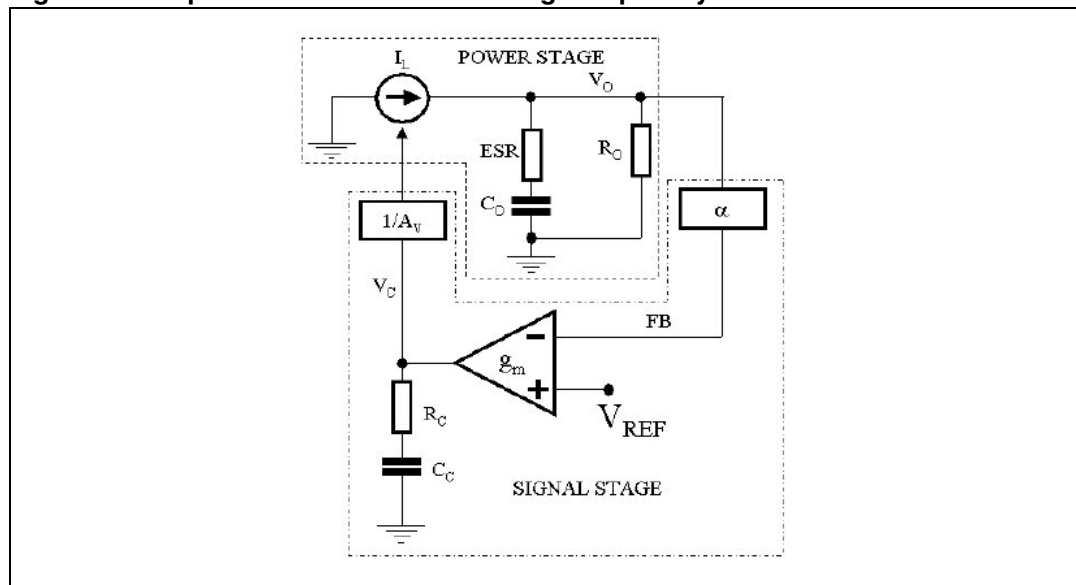 POWER STAGE
I_L
V_O
ESR
R_O
C_O
α
1/A_V
V_C
FB
−
g_m
+
R_C
V_REF
C_C
SIGNAL STAGE